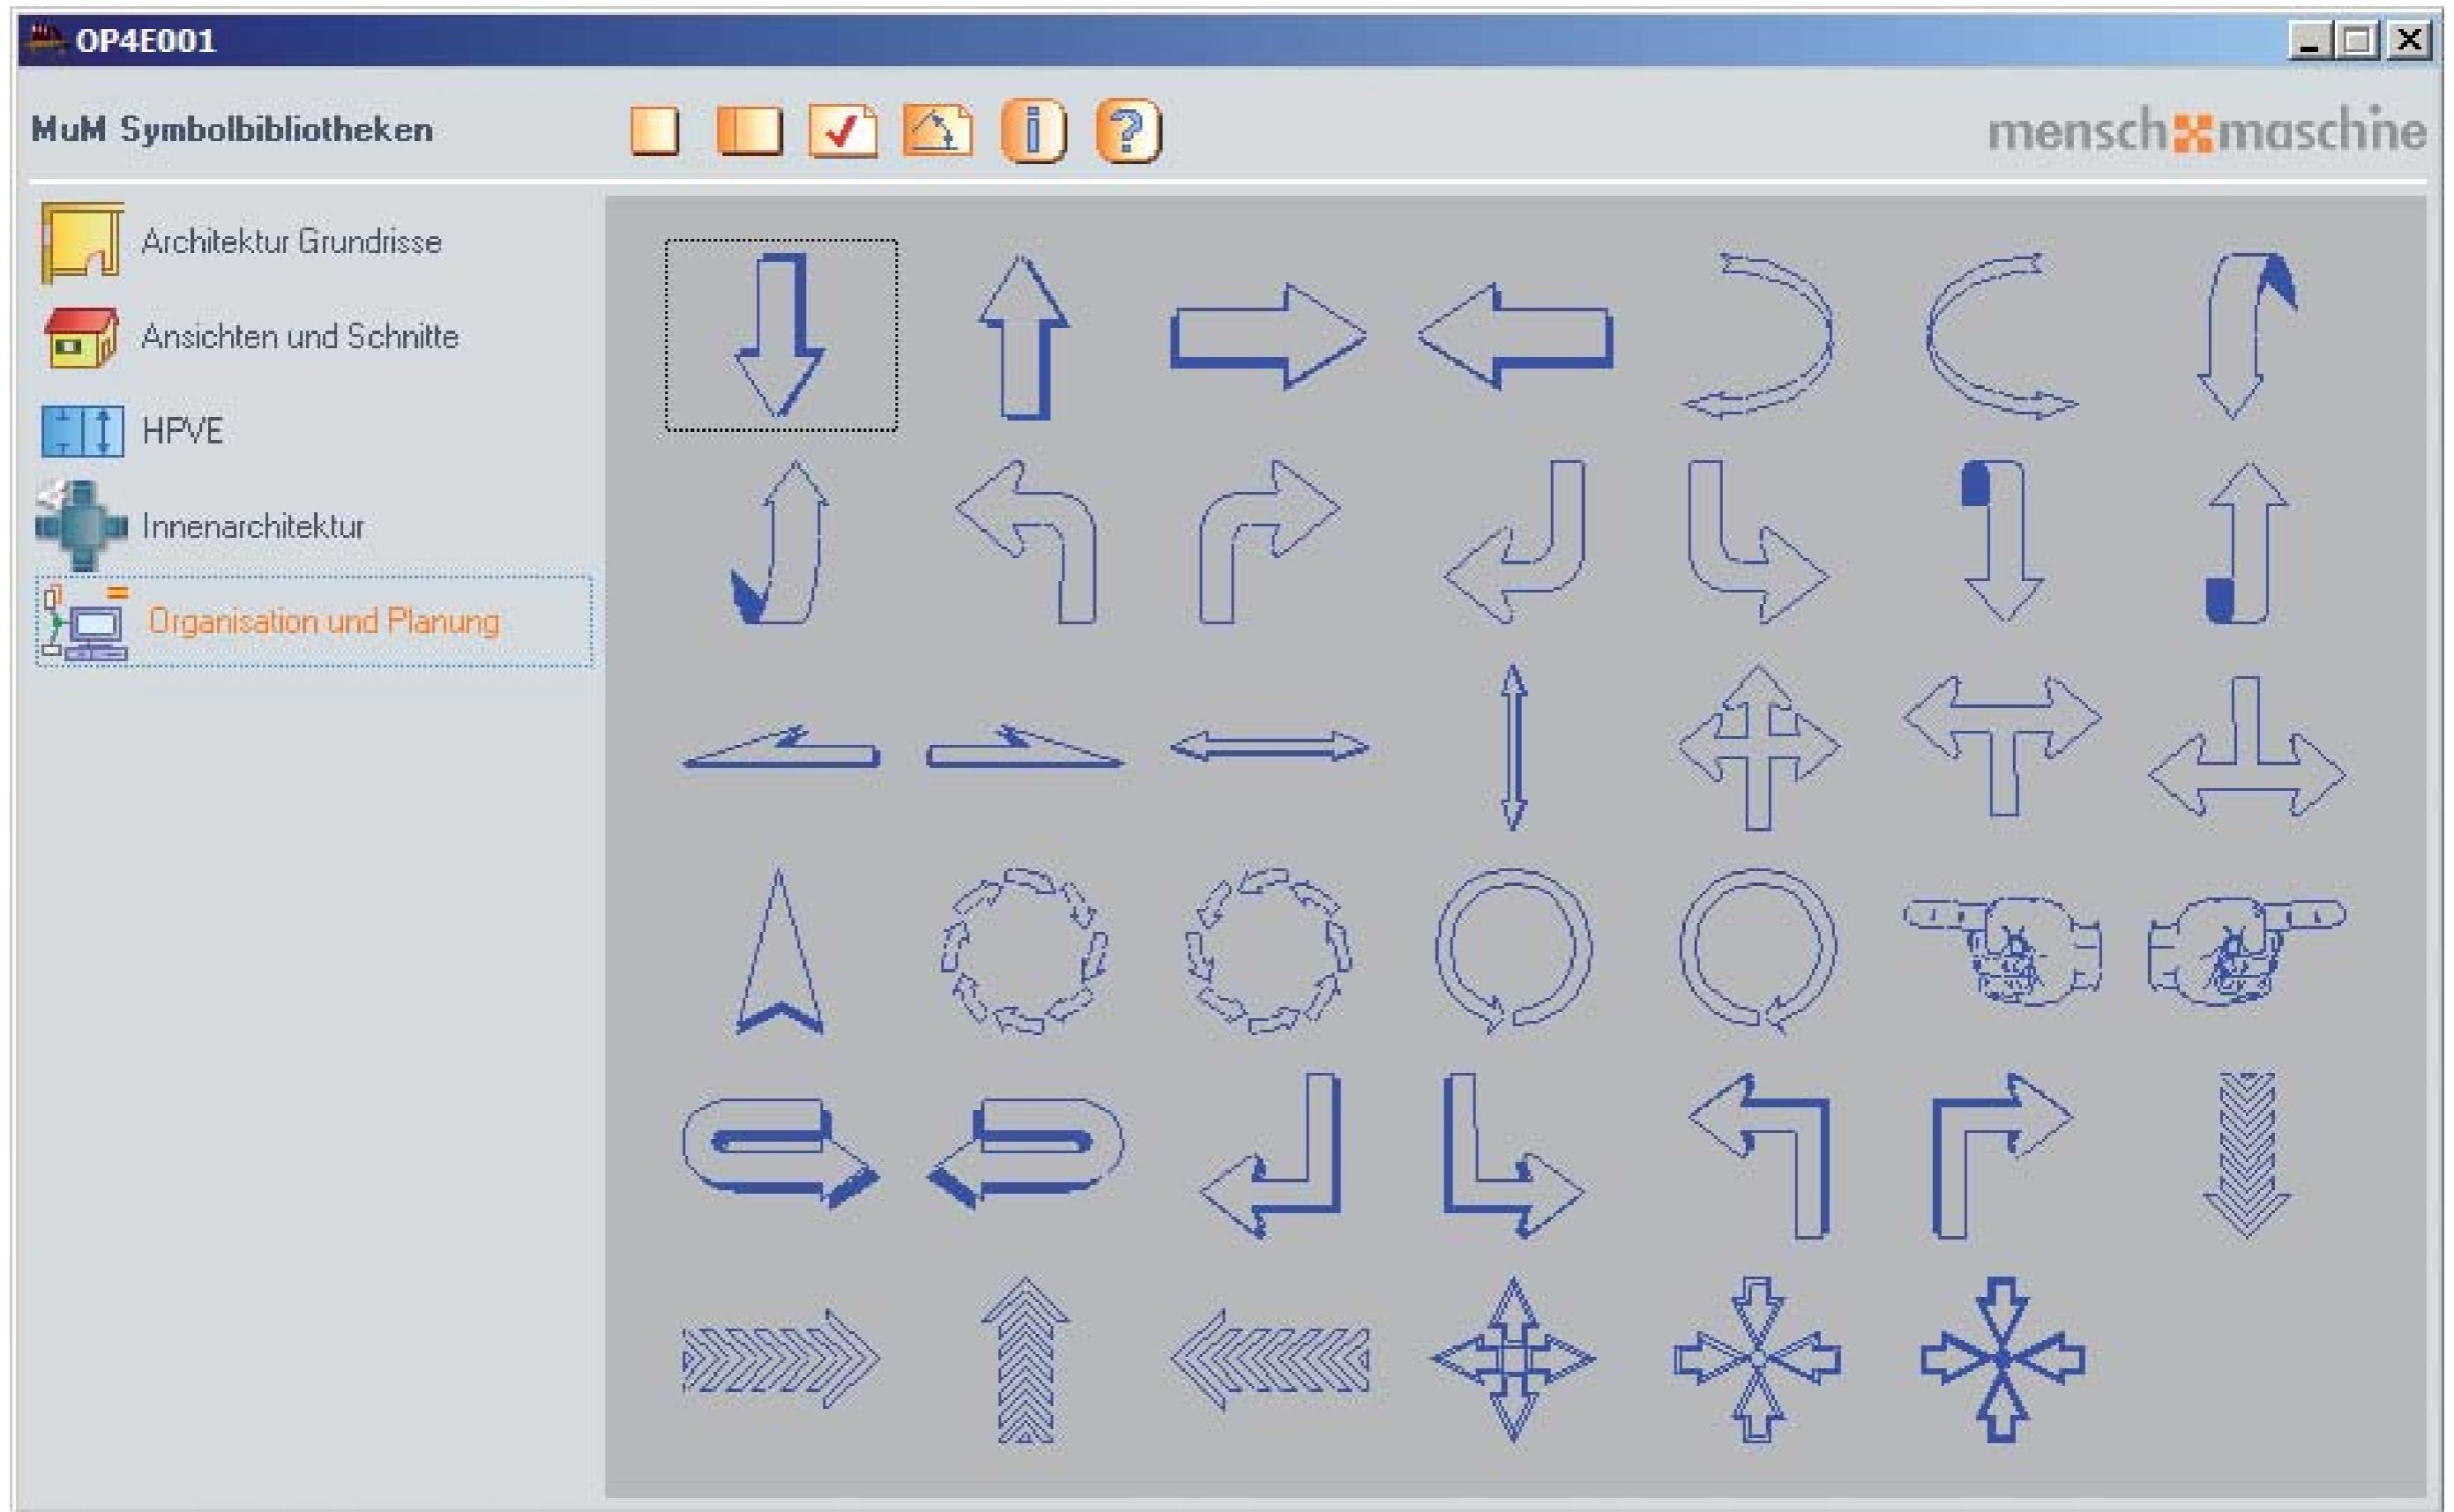 OP4E001
MuM Symbolbibliotheken
mensch maschine
Architektur Grundrisse
Ansichten und Schnitte
HPVE
Innenarchitektur
Organisation und Planung